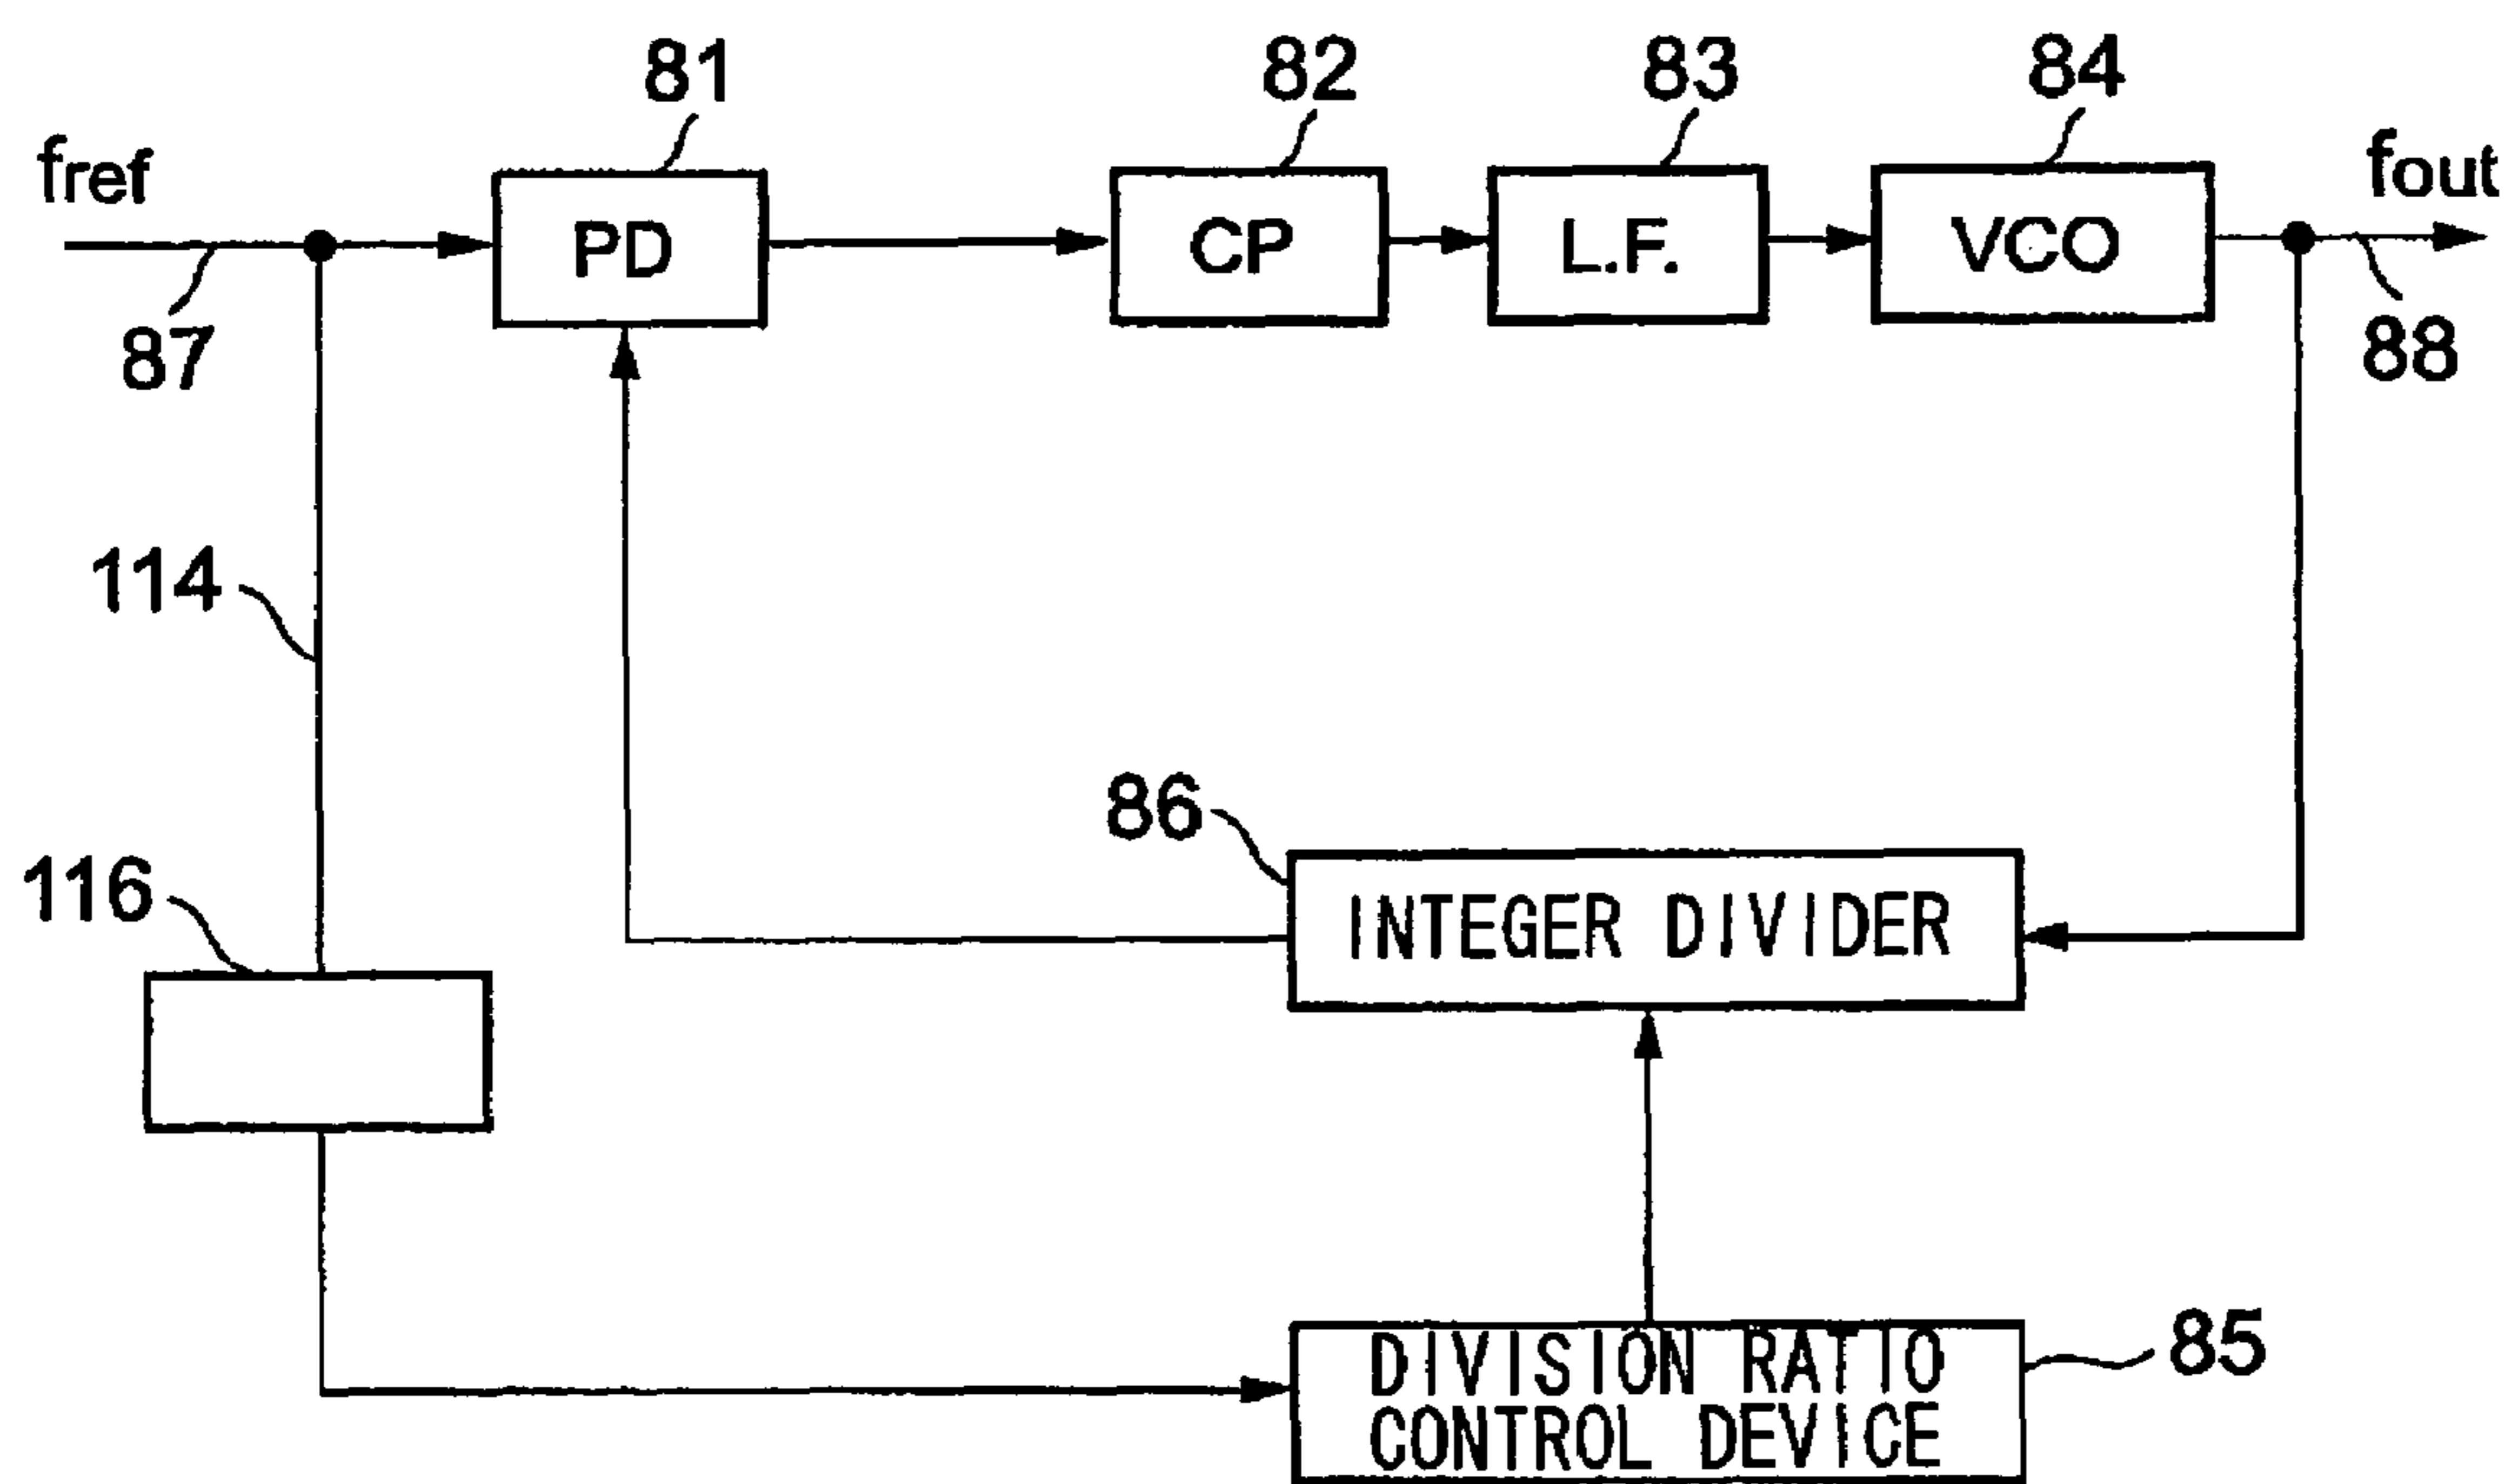 81
82
83
84
fref
fout
PD
CP
L.F.
VCO
87
88
114
86
116
INTEGER DIVIDER
85
DIVISION RATIO
CONTROL DEVICE